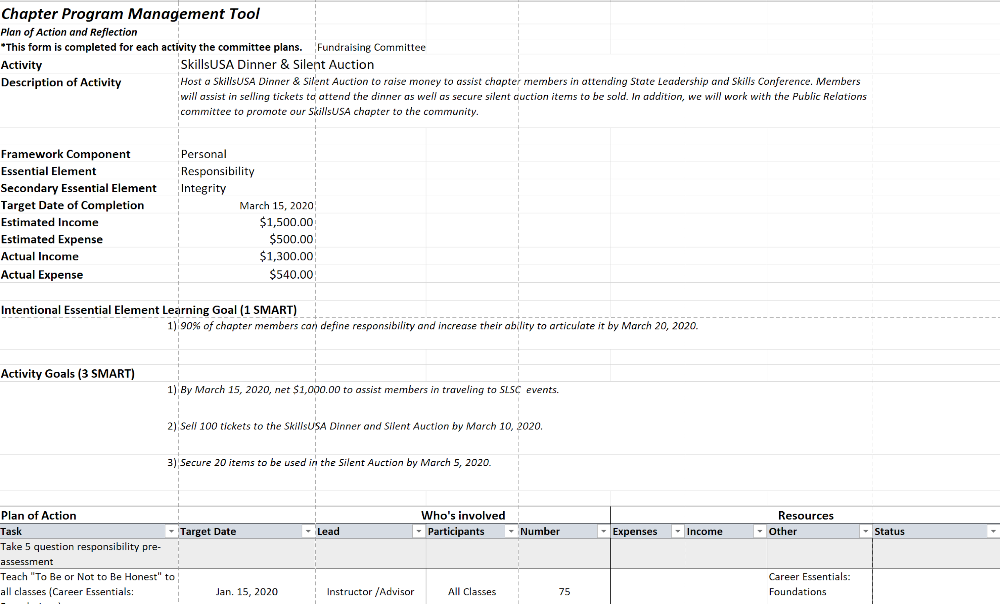 Chapter Program Management Tool
Plan of Action and Reflection
*This form is completed for each activity the committee plans. Fundraising Committee
Activity SkillsUSA Dinner & Silent Auction
Description of Activity Host a SkillsUSA Dinner & Silent Auction to raise money to assist chapter members in attending State Leadership and Skills Conference. Members
will assist in selling tickets to attend the dinner as well as secure silent auction items to be sold. In addition, we will work with the Public Relations
committee to promote our SkillsUSA chapter to the community.
Framework Component Personal
Essential Element Responsibility
Secondary Essential Element Integrity
Target Date of Completion March 15, 2020
Estimated Income $1,500.00
Estimated Expense $500.00
Actual Income $1,300.00
Actual Expense $540.00
Intentional Essential Element Learning Goal (1 SMART)
1) 90% of chapter members can define responsibility and increase their ability to articulate it by March 20, 2020.
Activity Goals (3 SMART)
1) By March 15, 2020, net $1,000.00 to assist members in traveling to SLSC events.
2) Sell 100 tickets to the SkillsUSA Dinner and Silent Auction by March 10, 2020.
3) Secure 20 items to be used in the Silent Auction by March 5, 2020.
Plan of Action Who's involved Resources
Task Target Date Lead Participants Number Expenses Income Other Status
Take 5 question responsibility pre-
assessment
Teach "To Be or Not to Be Honest" to Career Essentials:
all classes (Career Essentials: Jan. 15, 2020 Instructor /Advisor All Classes 75 Foundations